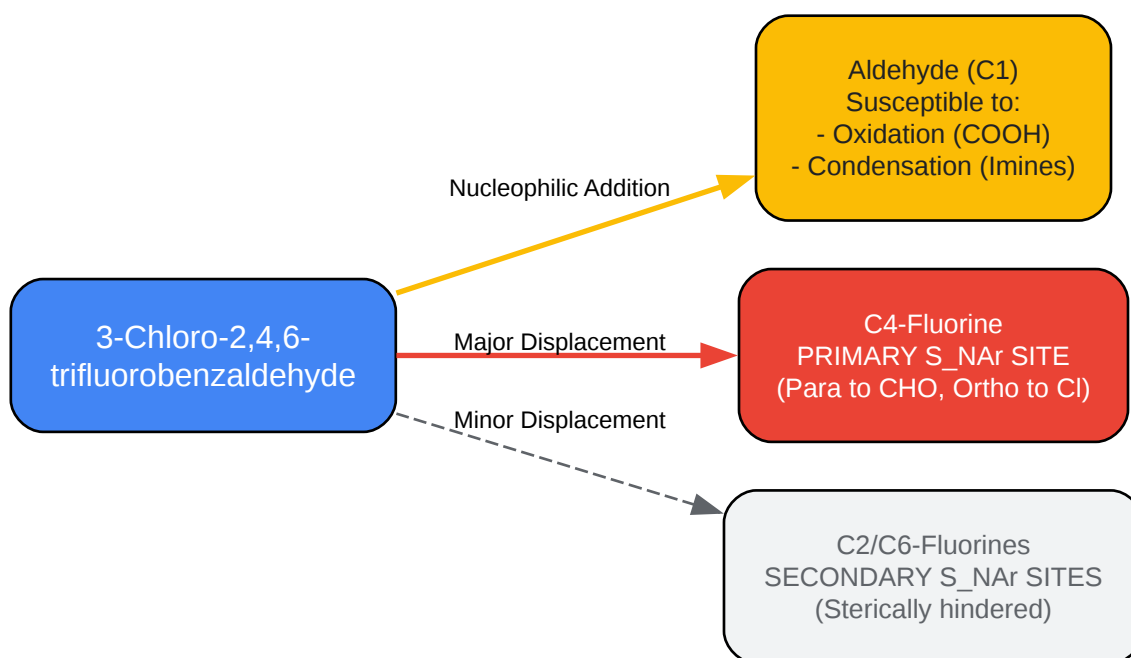 Aldehyde (C1)
Susceptible to:
- Oxidation (COOH)
- Condensation (Imines)
Nucleophilic Addition
3-Chloro-2,4,6-
trifluorobenzaldehyde
Major Displacement
C4-Fluorine
PRIMARY S_NAr SITE
(Para to CHO, Ortho to Cl)
Minor Displacement
C2/C6-Fluorines
SECONDARY S_NAr SITES
(Sterically hindered)